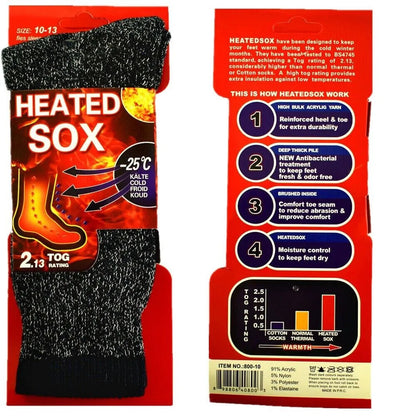 SIZE: 10-13
HEATED
SOX
-25°C
KÄLTE
COLD
FROID
KOUD
2.13 TOG
RATING
HEATEDSOX have been designed to keep
your feet warm during the cold winter
months. They have been tested to BS4745
standard, achieving a Tog rating of 2.13,
considerably higher than normal thermal
or Cotton socks. A high tog rating provides
extra insulation against low temperatures.
THIS IS HOW HEATEDSOX WORK
1
HIGH BULK ACRYLIC YARN
Reinforced heel & toe
for extra durability
2
DEEP THICK PILE
NEW Antibacterial
treatment
to keep feet
fresh & odor free
3
BRUSHED INSIDE
Comfort toe seam
to reduce abrasion &
improve comfort
4
HEATEDSOX
Moisture control
to keep feet dry
TOG RATING
2.5
2.0
1.5
1.0
0.5
0
COTTON
SOCKS
NORMAL
THERMAL
HEATED
SOX
WARMTH
ITEM NO.:800-10
91% Acrylic
5% Nylon
3% Polyester
1% Elastane
Wash dark colours separately.
MADE IN P.R.C.